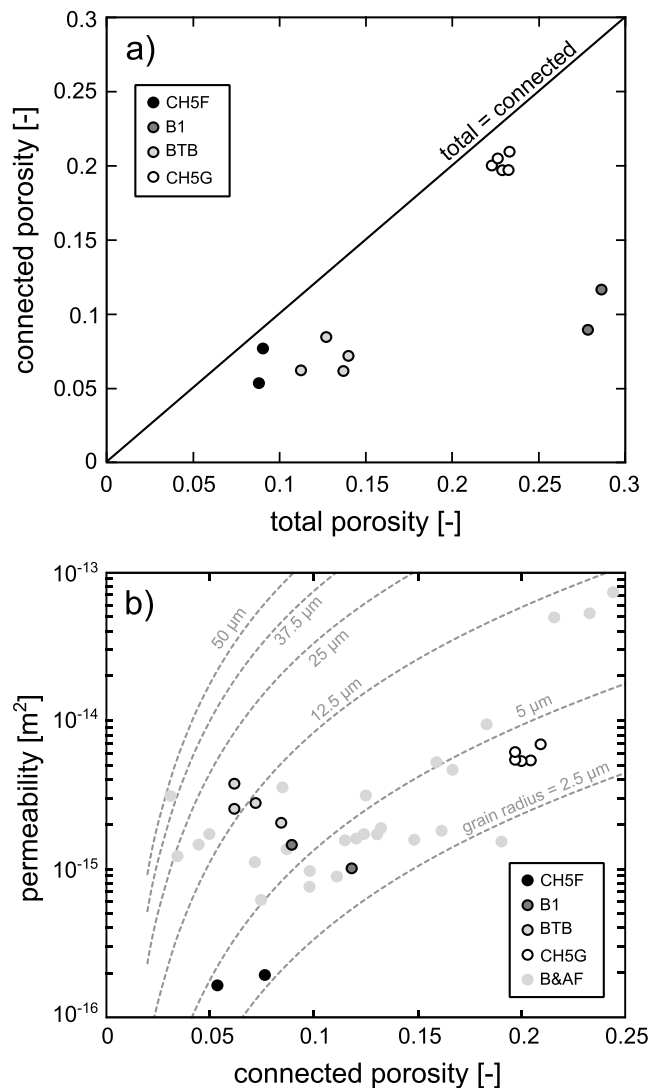 a)
0.3
0.25
0.2
0.15
0.1
0.05
0
connected porosity [-]
CH5F
B1
BTB
CH5G
total = connected
0 0.05 0.1 0.15 0.2 0.25 0.3
total porosity [-]
b)
10-13
10-14
10-15
10-16
permeability [m2]
50 µm
37.5 µm
25 µm
12.5 µm
5 µm
grain radius = 2.5 µm
CH5F
B1
BTB
CH5G
B&AF
0 0.05 0.1 0.15 0.2 0.25
connected porosity [-]